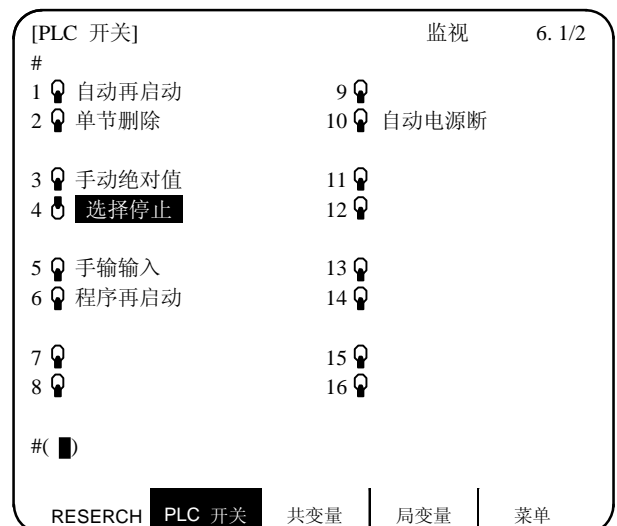 [PLC 开关] 监视 6. 1/2
#
1 自动再启动 9
2 单节删除 10 自动电源断
3 手动绝对值 11
4 选择停止 12
5 手输输入 13
6 程序再启动 14
7 15
8 16
#( )
RESERCH PLC 开关 共变量 局变量 菜单